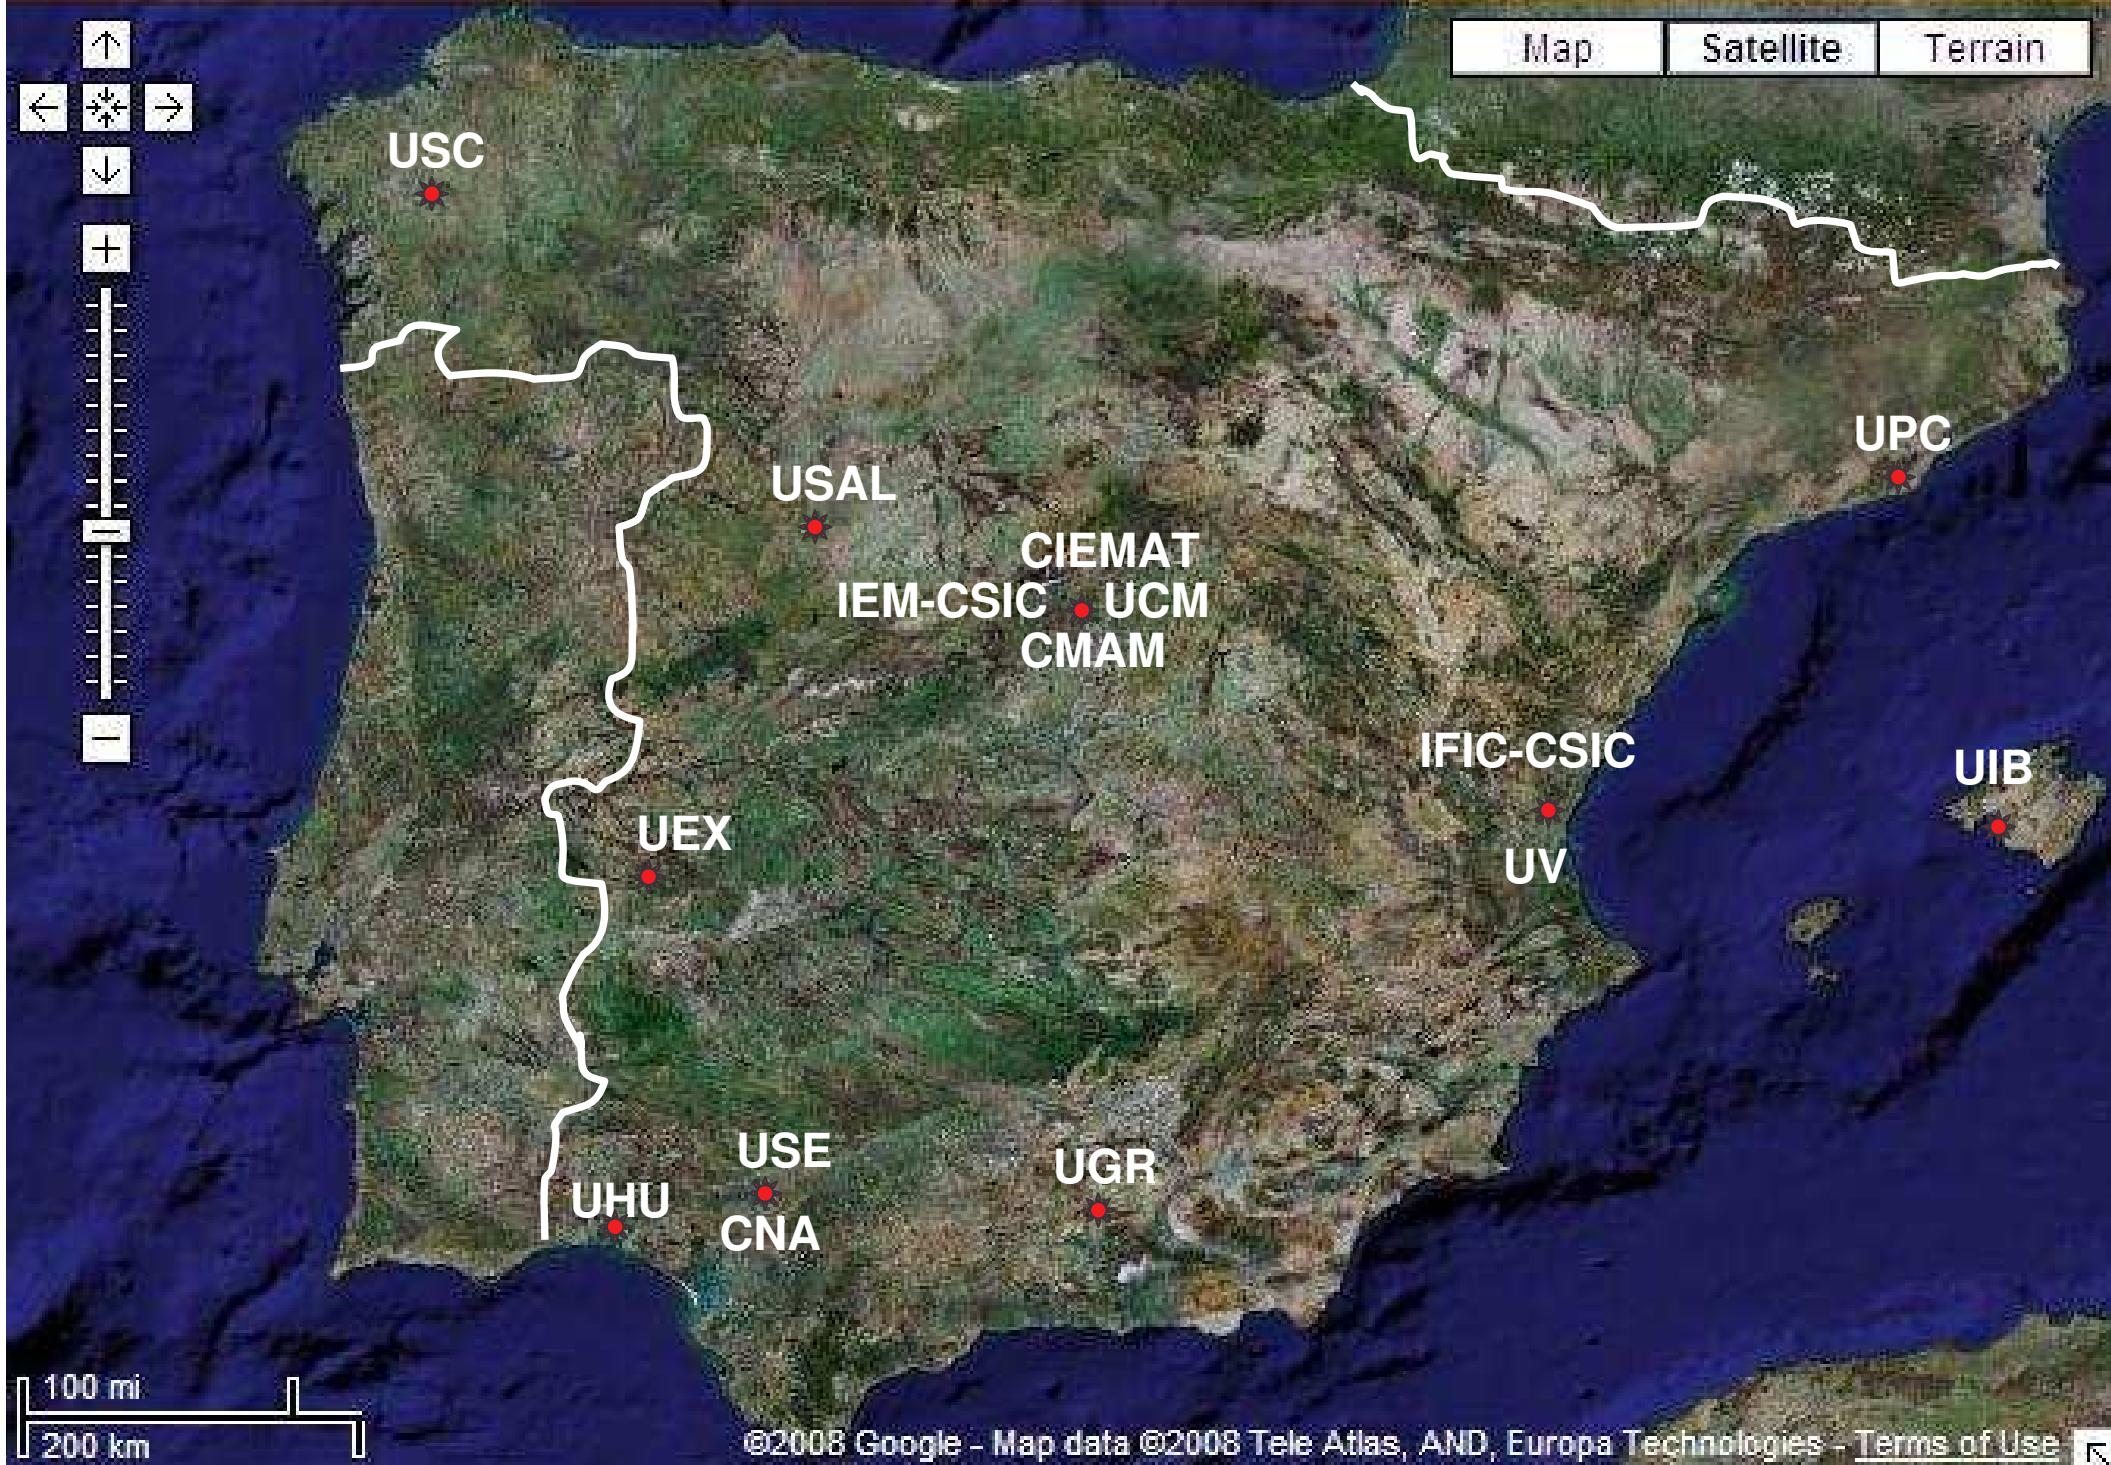 Map Satellite Terrain
USC
UPC
USAL
CIEMAT
IEM-CSIC UCM
CMAM
IFIC-CSIC
UIB
UEX
UV
USE
UGR
UHU
CNA
100 mi
200 km
©2008 Google - Map data ©2008 Tele Atlas, AND, Europa Technologies - Terms of Use